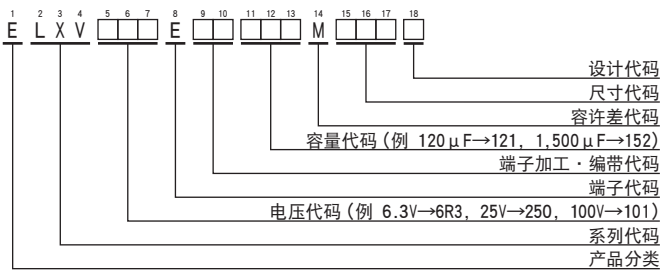 1 2 3 4 5 6 7 8 9 10 11 12 13 14 15 16 17 18
E L X V □□□ E □□ □□□ M □□□ □
设计代码
尺寸代码
容许差代码
容量代码(例 120μF→121, 1,500μF→152)
端子加工・编带代码
端子代码
电压代码(例 6.3V→6R3, 25V→250, 100V→101)
系列代码
产品分类